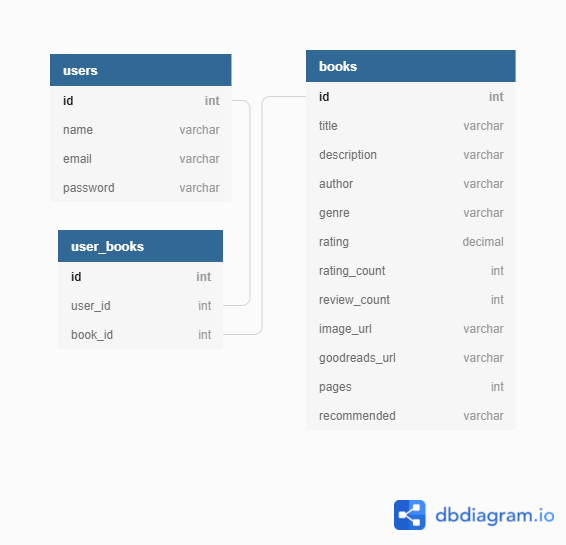 users
id int
name varchar
email varchar
password varchar
user_books
id int
user_id int
book_id int
books
id int
title varchar
description varchar
author varchar
genre varchar
rating decimal
rating_count int
review_count int
image_url varchar
goodreads_url varchar
pages int
recommended varchar
dbdiagram.io